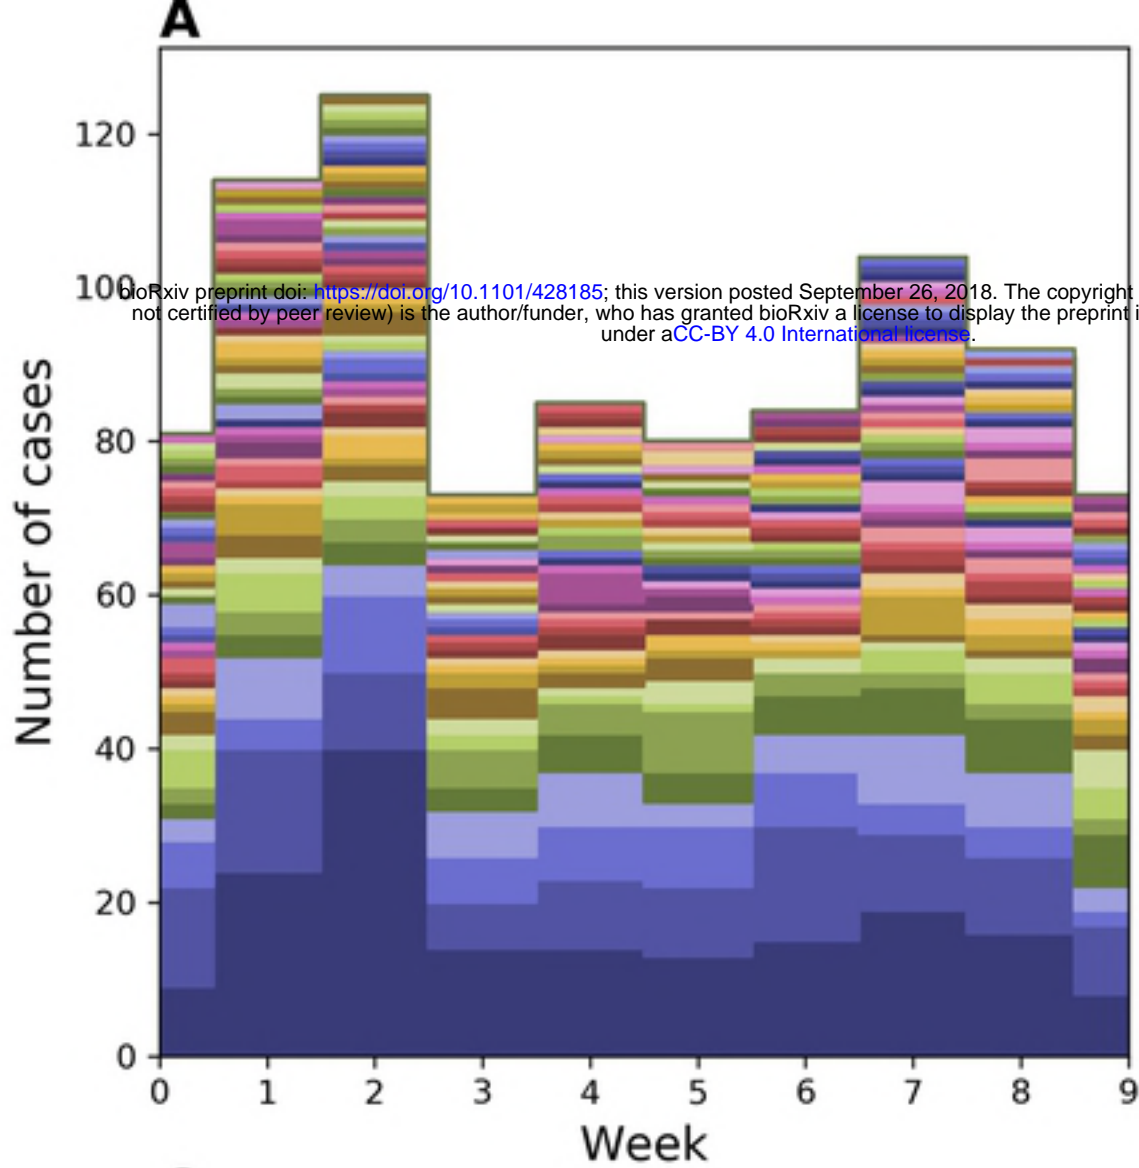 A
120
100
bioRxiv preprint doi: https://doi.org/10.1101/428185; this version posted September 26, 2018. The copyright
not certified by peer review) is the author/funder, who has granted bioRxiv a license to display the preprint i
under aCC-BY 4.0 International license.
80
60
40
20
0
Number of cases
0 1 2 3 4 5 6 7 8 9
Week